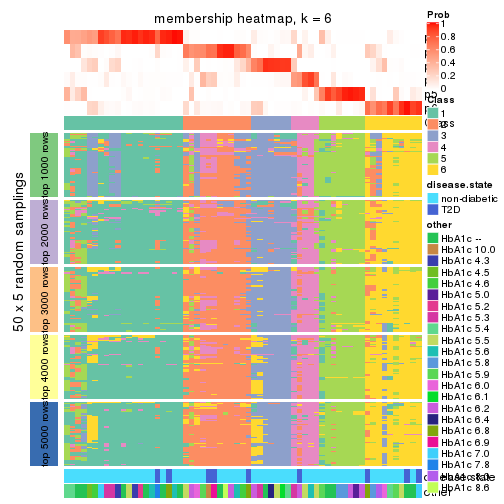 membership heatmap, k = 6
Prob
1
0.8
0.6
0.4
0.2
0
Class
1
2
3
4
5
6
50 x 5 random samplings
top 1000 rows
top 2000 rows
top 3000 rows
top 4000 rows
top 5000 rows
disease.state
non-diabetic
T2D
other
HbA1c --
HbA1c 10.0
HbA1c 4.3
HbA1c 4.5
HbA1c 4.6
HbA1c 5.0
HbA1c 5.2
HbA1c 5.3
HbA1c 5.4
HbA1c 5.5
HbA1c 5.6
HbA1c 5.8
HbA1c 5.9
HbA1c 6.0
HbA1c 6.1
HbA1c 6.2
HbA1c 6.4
HbA1c 6.8
HbA1c 6.9
HbA1c 7.0
HbA1c 7.8
HbA1c 8.6
disease.state
other